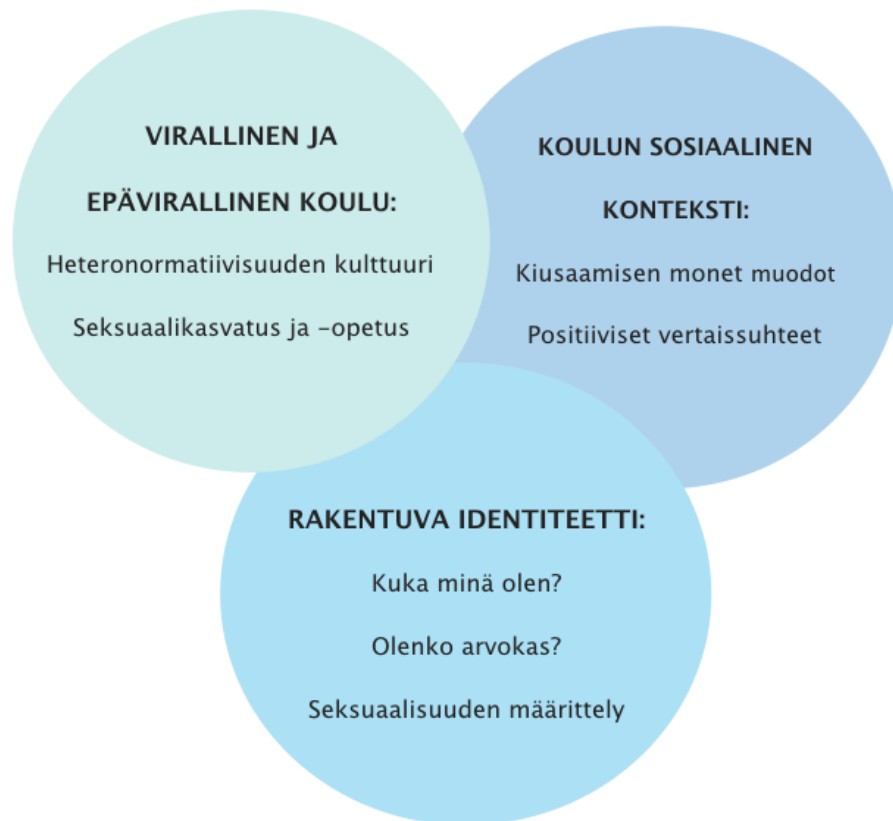 VIRALLINEN JA
EPÄVIRALLINEN KOULU:
Heteronormatiivisuuden kulttuuri
Seksuaalikasvatus ja –opetus
KOULUN SOSIAALINEN
KONTEKSTI:
Kiusaamisen monet muodot
Positiiviset vertaissuhteet
RAKENTUVA IDENTITEETTI:
Kuka minä olen?
Olenko arvokas?
Seksuaalisuuden määrittely